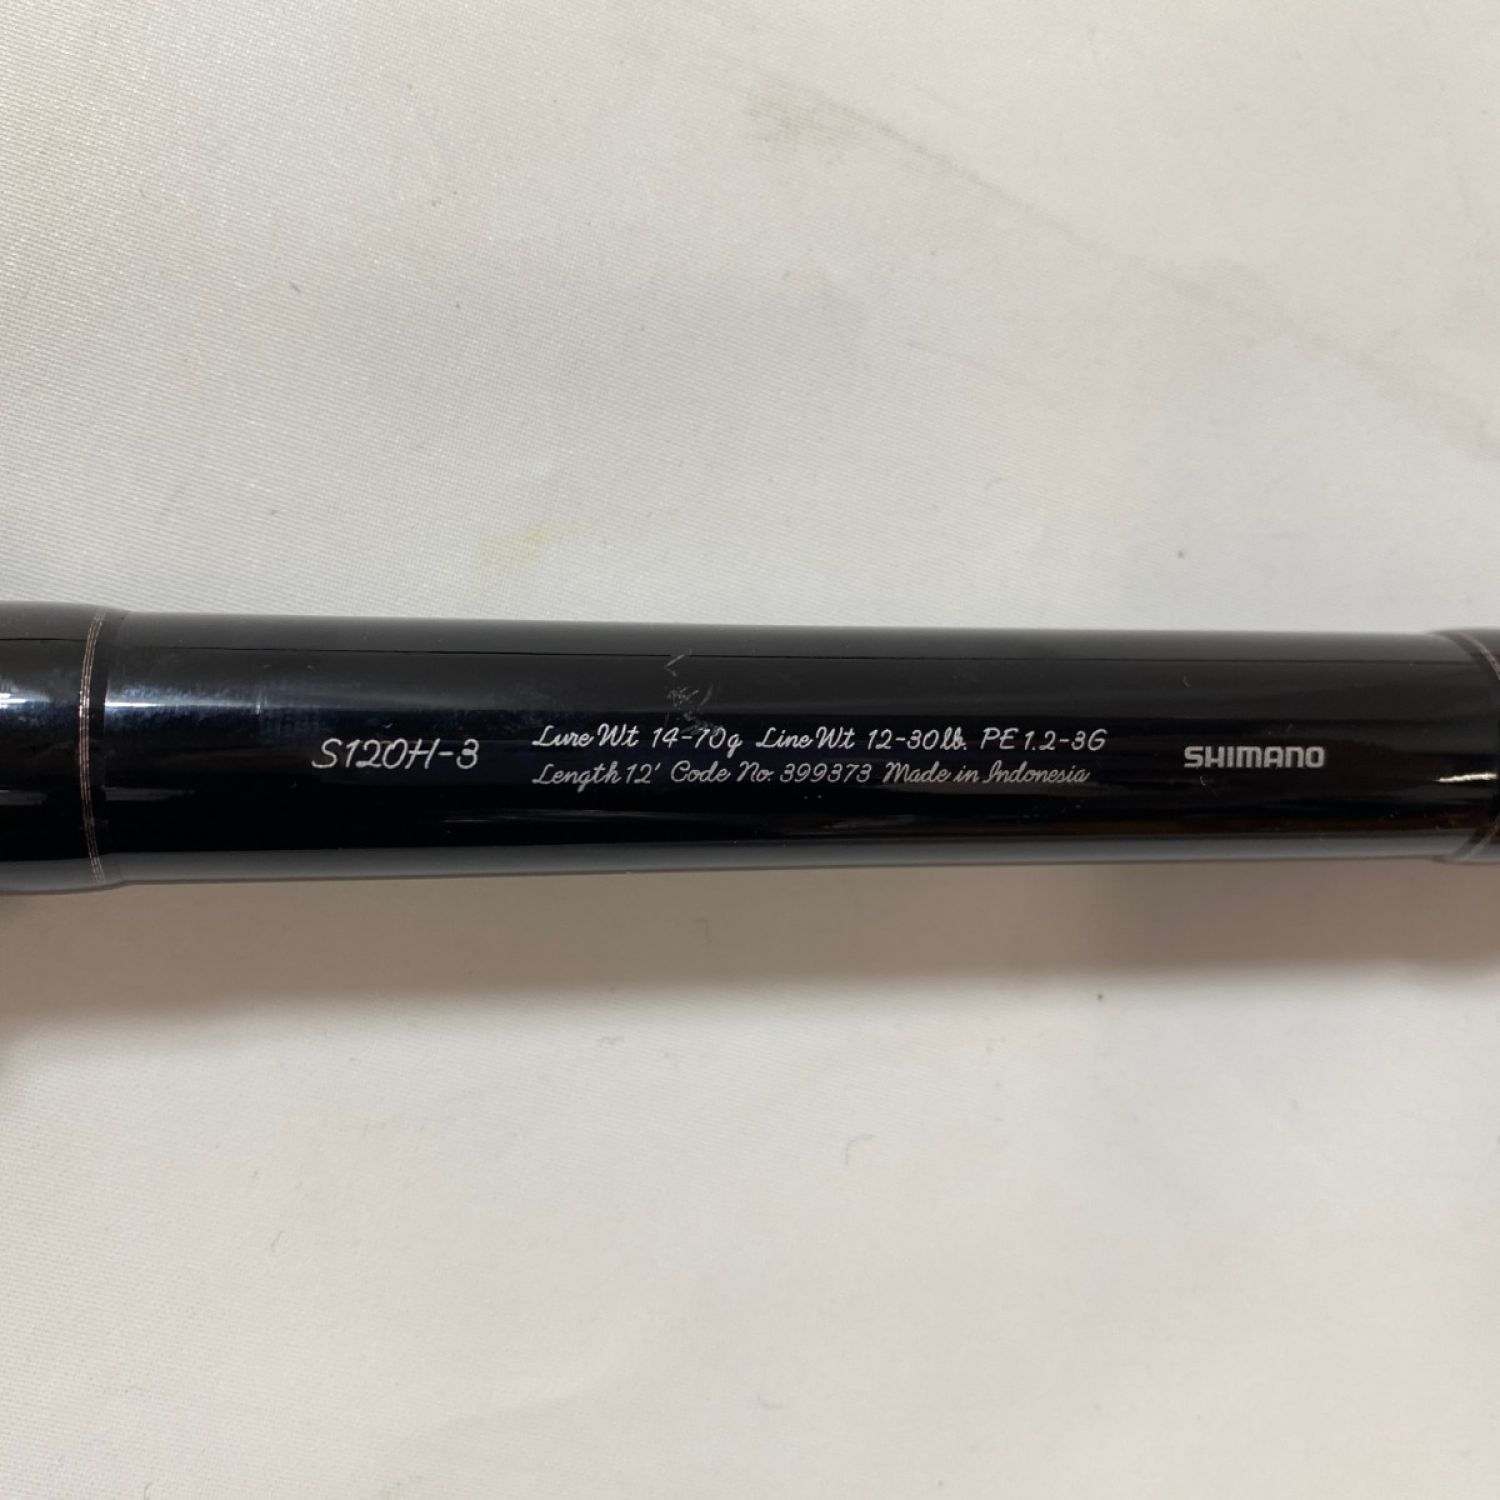 S120H-3
Lure Wt 14-70g Line Wt 12-30lb. PE 1.2-3G
Length 12' Code No. 399373 Made in Indonesia
SHIMANO